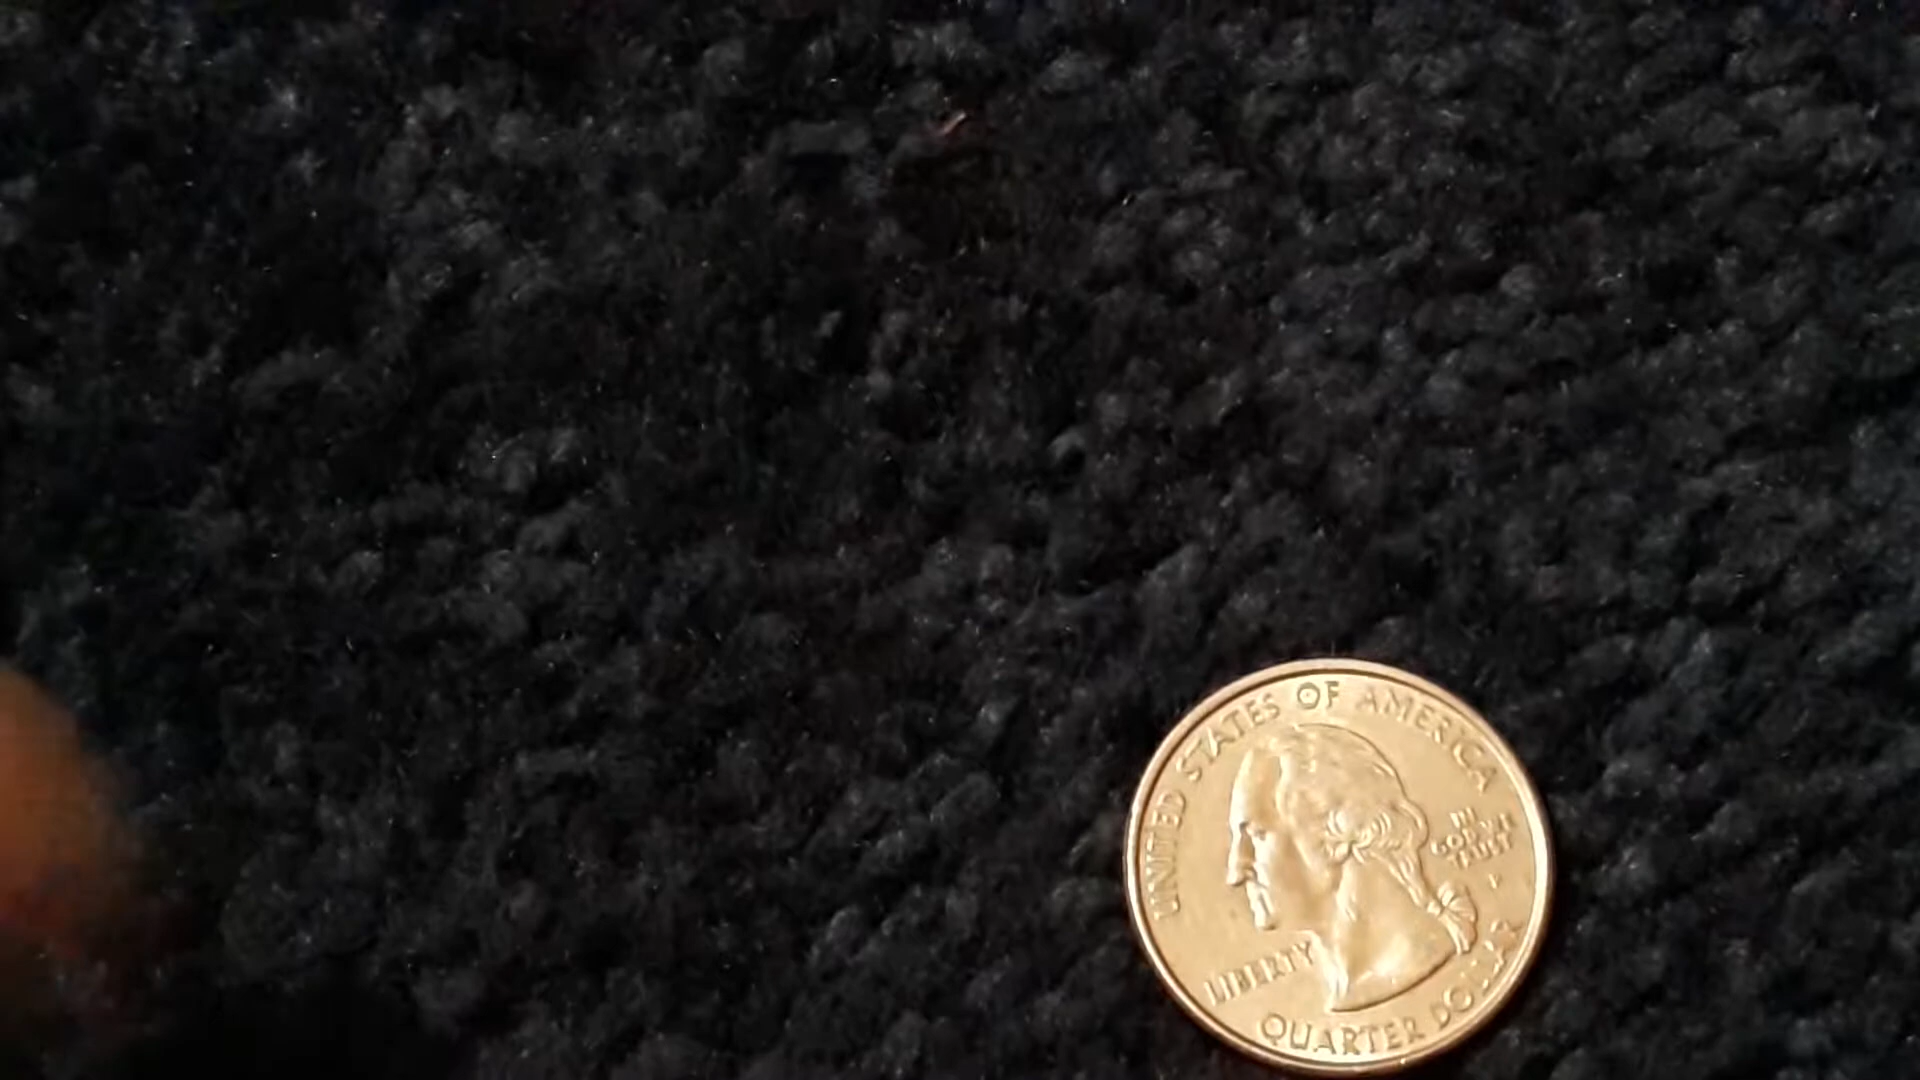 UNITED STATES OF AMERICA
IN
GOD WE
TRUST
LIBERTY
QUARTER DOLLAR